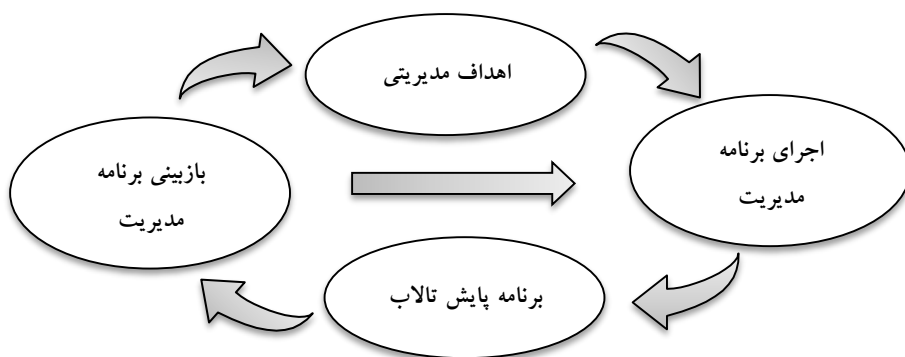 اهداف مدیریتی
اجرای برنامه
مدیریت
بازبینی برنامه
مدیریت
برنامه پایش تالاب